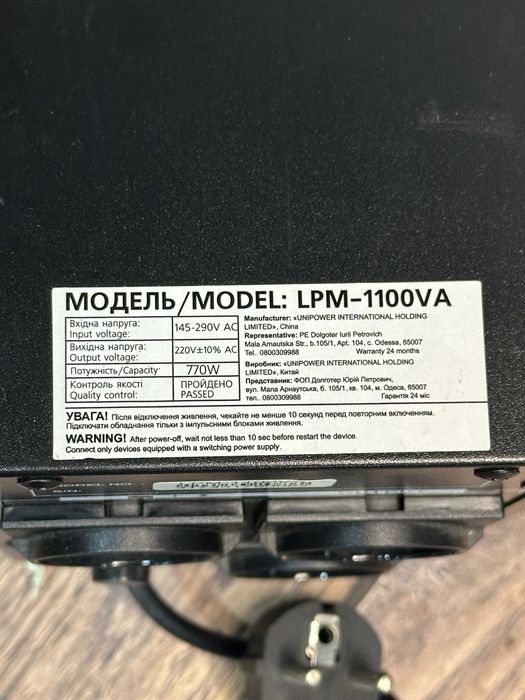 МОДЕЛЬ/MODEL: LPM-1100VA
Вхідна напруга:
Input voltage:
145-290V AC
Вихідна напруга:
Output voltage:
220V±10% AC
Потужність/Capacity
770W
Контроль якості
Quality control:
ПРОЙДЕНО
PASSED
Manufacturer: «UNIPOWER INTERNATIONAL HOLDING
LIMITED», China
Representative: PE Dolgoter Iurii Petrovich
Mala Arnautska Str., b.105/1, Apt. 104, c. Odessa, 65007
Tel. 0800309988 Warranty 24 months
Виробник: «UNIPOWER INTERNATIONAL HOLDING
LIMITED», Китай
Представник: ФОП Долготер Юрій Петрович,
вул. Мала Арнаутська, б. 105/1, кв. 104, м. Одеса, 65007
тел.. 0800309988 Гарантія 24 міс
УВАГА! Після відключення живлення, чекайте не менше 10 секунд перед повторним включенням.
Підключати обладнання тільки з імпульсними блоками живлення.
WARNING! After power-off, wait not less than 10 sec before restart the device.
Connect only devices equipped with a switching power supply.
MODEL NO.
S/N: